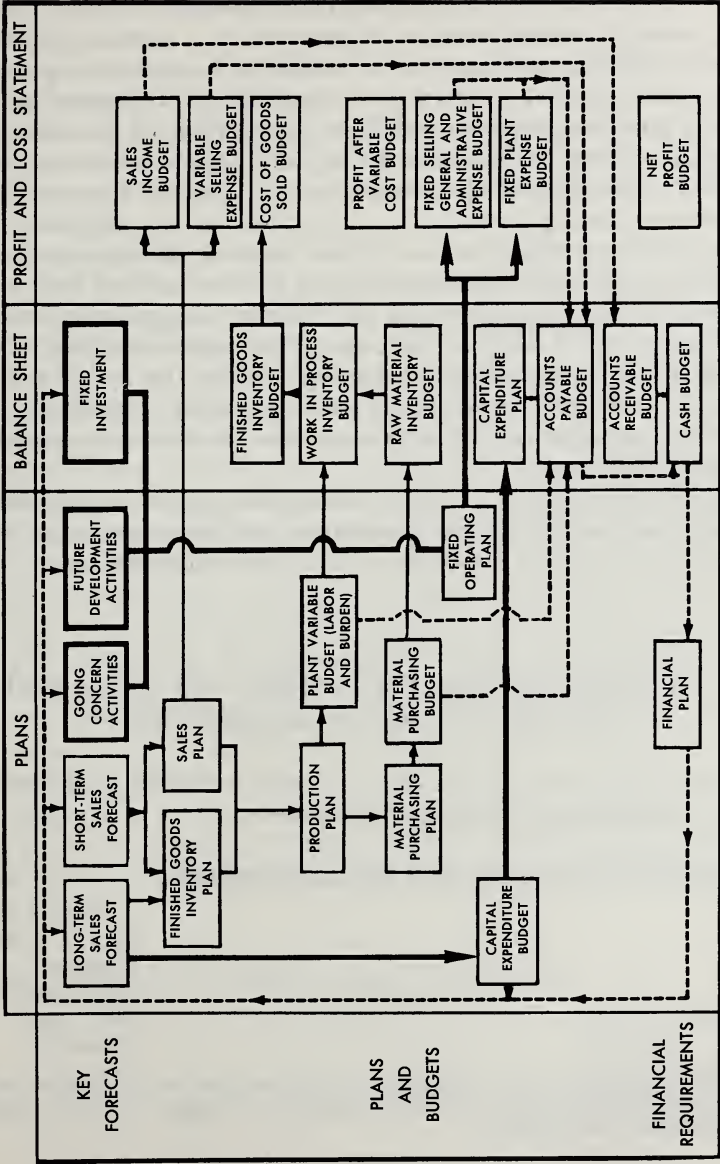 PLANS
BALANCE SHEET
PROFIT AND LOSS STATEMENT
KEY
FORECASTS
LONG-TERM
SALES
FORECAST
SHORT-TERM
SALES
FORECAST
GOING
CONCERN
ACTIVITIES
FUTURE
DEVELOPMENT
ACTIVITIES
FIXED
INVESTMENT
FINISHED GOODS
INVENTORY
PLAN
SALES
PLAN
SALES
INCOME
BUDGET
VARIABLE
SELLING
EXPENSE BUDGET
COST OF GOODS
SOLD BUDGET
FINISHED GOODS
INVENTORY
BUDGET
PLANS
AND
BUDGETS
PRODUCTION
PLAN
PLANT VARIABLE
BUDGET (LABOR
AND BURDEN)
WORK IN PROCESS
INVENTORY
BUDGET
PROFIT AFTER
VARIABLE
COST BUDGET
MATERIAL
PURCHASING
PLAN
MATERIAL
PURCHASING
BUDGET
RAW MATERIAL
INVENTORY
BUDGET
FIXED SELLING
GENERAL AND
ADMINISTRATIVE
EXPENSE BUDGET
FIXED PLANT
EXPENSE
BUDGET
CAPITAL
EXPENDITURE
BUDGET
FIXED
OPERATING
PLAN
CAPITAL
EXPENDITURE
PLAN
ACCOUNTS
PAYABLE
BUDGET
ACCOUNTS
RECEIVABLE
BUDGET
FINANCIAL
REQUIREMENTS
FINANCIAL
PLAN
CASH BUDGET
NET
PROFIT
BUDGET